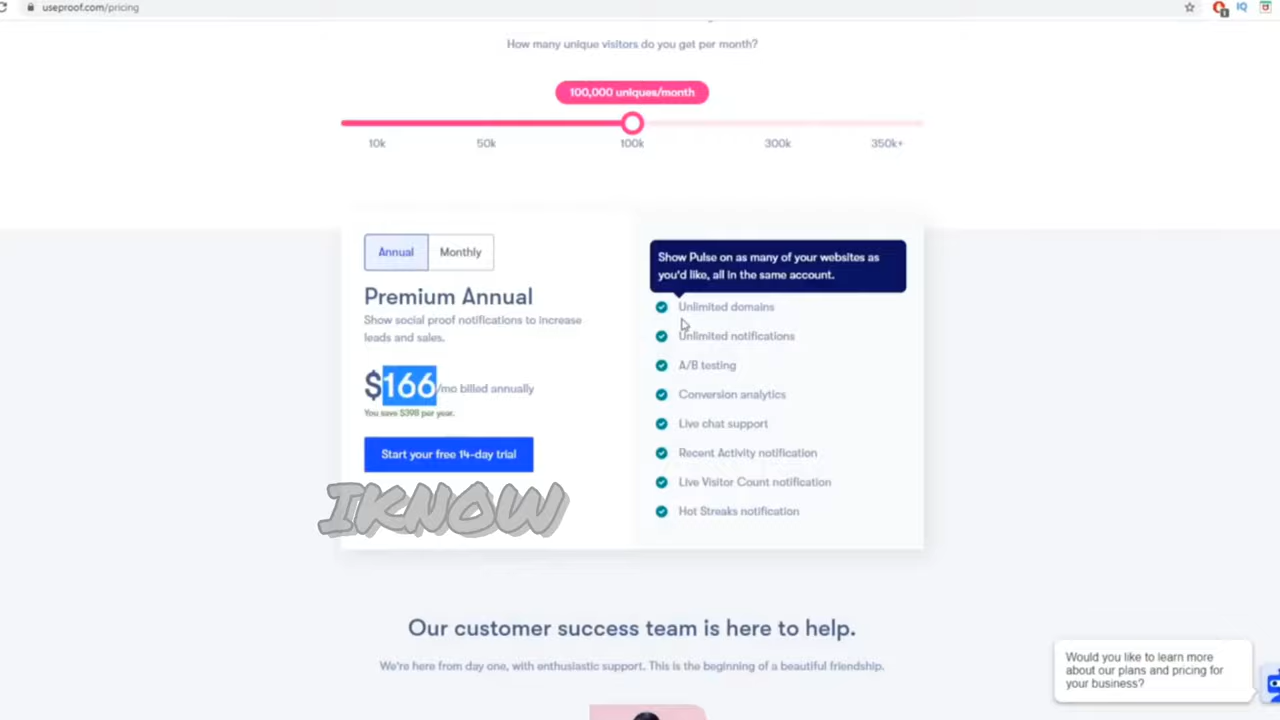 useproof.com/pricing
How many unique visitors do you get per month?
100,000 uniques/month
10k 50k 100k 300k 350k+
Annual Monthly
Premium Annual
Show social proof notifications to increase
leads and sales.
$166/mo billed annually
You save $398 per year.
Start your free 14-day trial
IKNOW
Show Pulse on as many of your websites as
you'd like, all in the same account.
Unlimited domains
Unlimited notifications
A/B testing
Conversion analytics
Live chat support
Recent Activity notification
Live Visitor Count notification
Hot Streaks notification
Our customer success team is here to help.
We're here from day one, with enthusiastic support. This is the beginning of a beautiful friendship.
Would you like to learn more
about our plans and pricing for
your business?